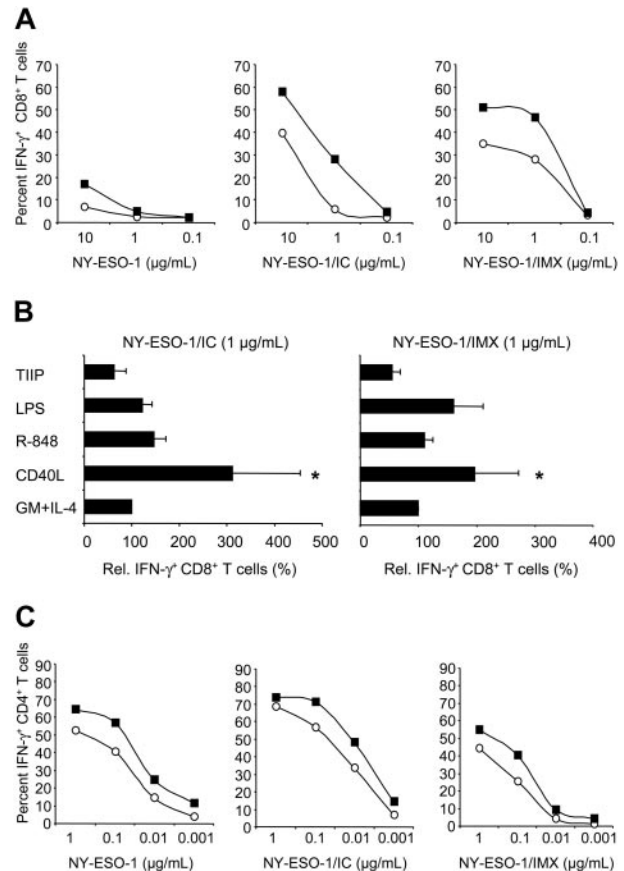 A
Percent IFN-γ⁺ CD8⁺ T cells
70
60
50
40
30
20
10
0
10 1 0.1
NY-ESO-1 (µg/mL)
70
60
50
40
30
20
10
0
10 1 0.1
NY-ESO-1/IC (µg/mL)
70
60
50
40
30
20
10
0
10 1 0.1
NY-ESO-1/IMX (µg/mL)
B
NY-ESO-1/IC (1 µg/mL)
TIIP
LPS
R-848
CD40L
GM+IL-4
*
0 100 200 300 400 500
Rel. IFN-γ⁺ CD8⁺ T cells (%)
NY-ESO-1/IMX (1 µg/mL)
*
0 100 200 300 400
Rel. IFN-γ⁺ CD8⁺ T cells (%)
C
Percent IFN-γ⁺ CD4⁺ T cells
90
80
70
60
50
40
30
20
10
0
1 0.1 0.01 0.001
NY-ESO-1 (µg/mL)
90
80
70
60
50
40
30
20
10
0
1 0.1 0.01 0.001
NY-ESO-1/IC (µg/mL)
90
80
70
60
50
40
30
20
10
0
1 0.1 0.01 0.001
NY-ESO-1/IMX (µg/mL)